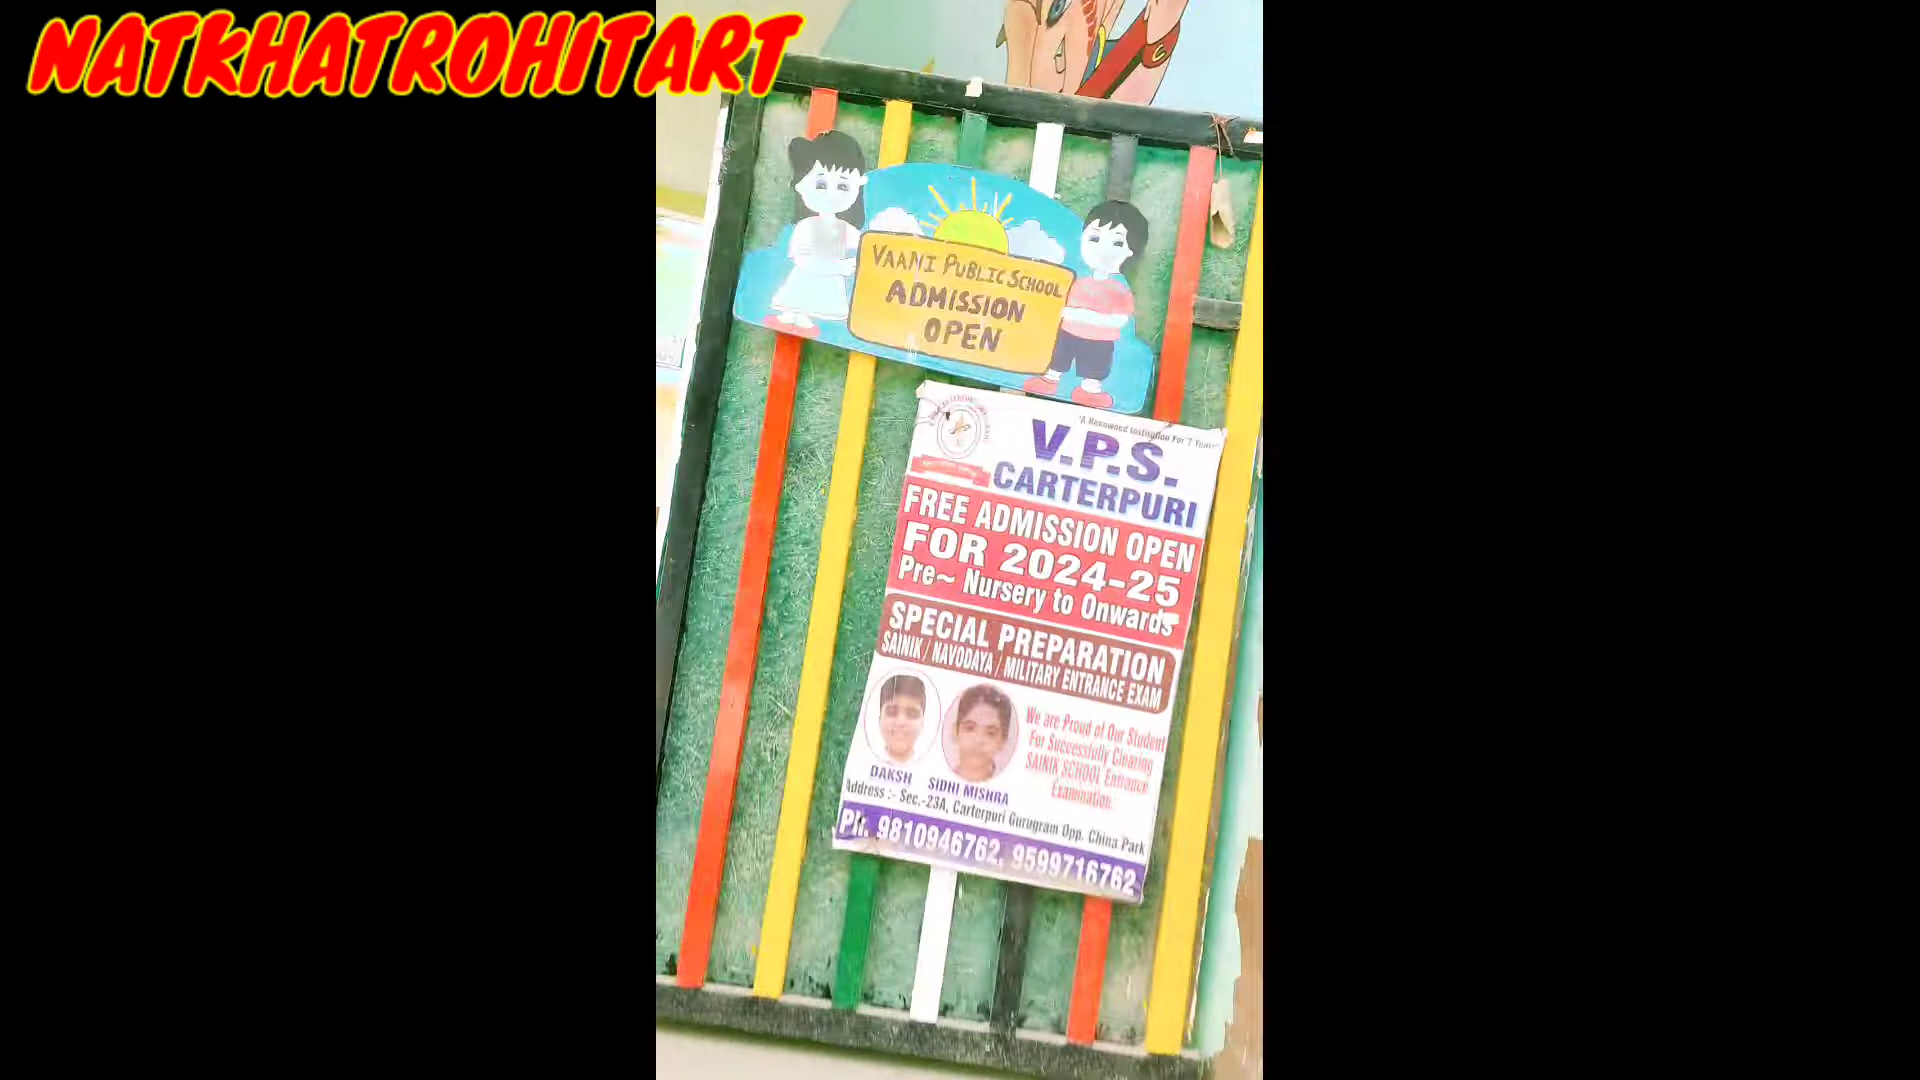 NATKHATROHITART
VAANI PUBLIC SCHOOL
ADMISSION
OPEN
"A Renowned Institution For 7 Years"
V.P.S.
CARTERPURI
FREE ADMISSION OPEN
FOR 2024-25
Pre~ Nursery to Onwards
SPECIAL PREPARATION
SAINIK / NAVODAYA / MILITARY ENTRANCE EXAM
We are Proud of Our Student
For Successfully Clearing
SAINIK SCHOOL Entrance
Examination.
DAKSH
SIDHI MISHRA
Address :- Sec.-23A, Carterpuri Gurugram Opp. China Park
Ph. 9810946762, 9599716762